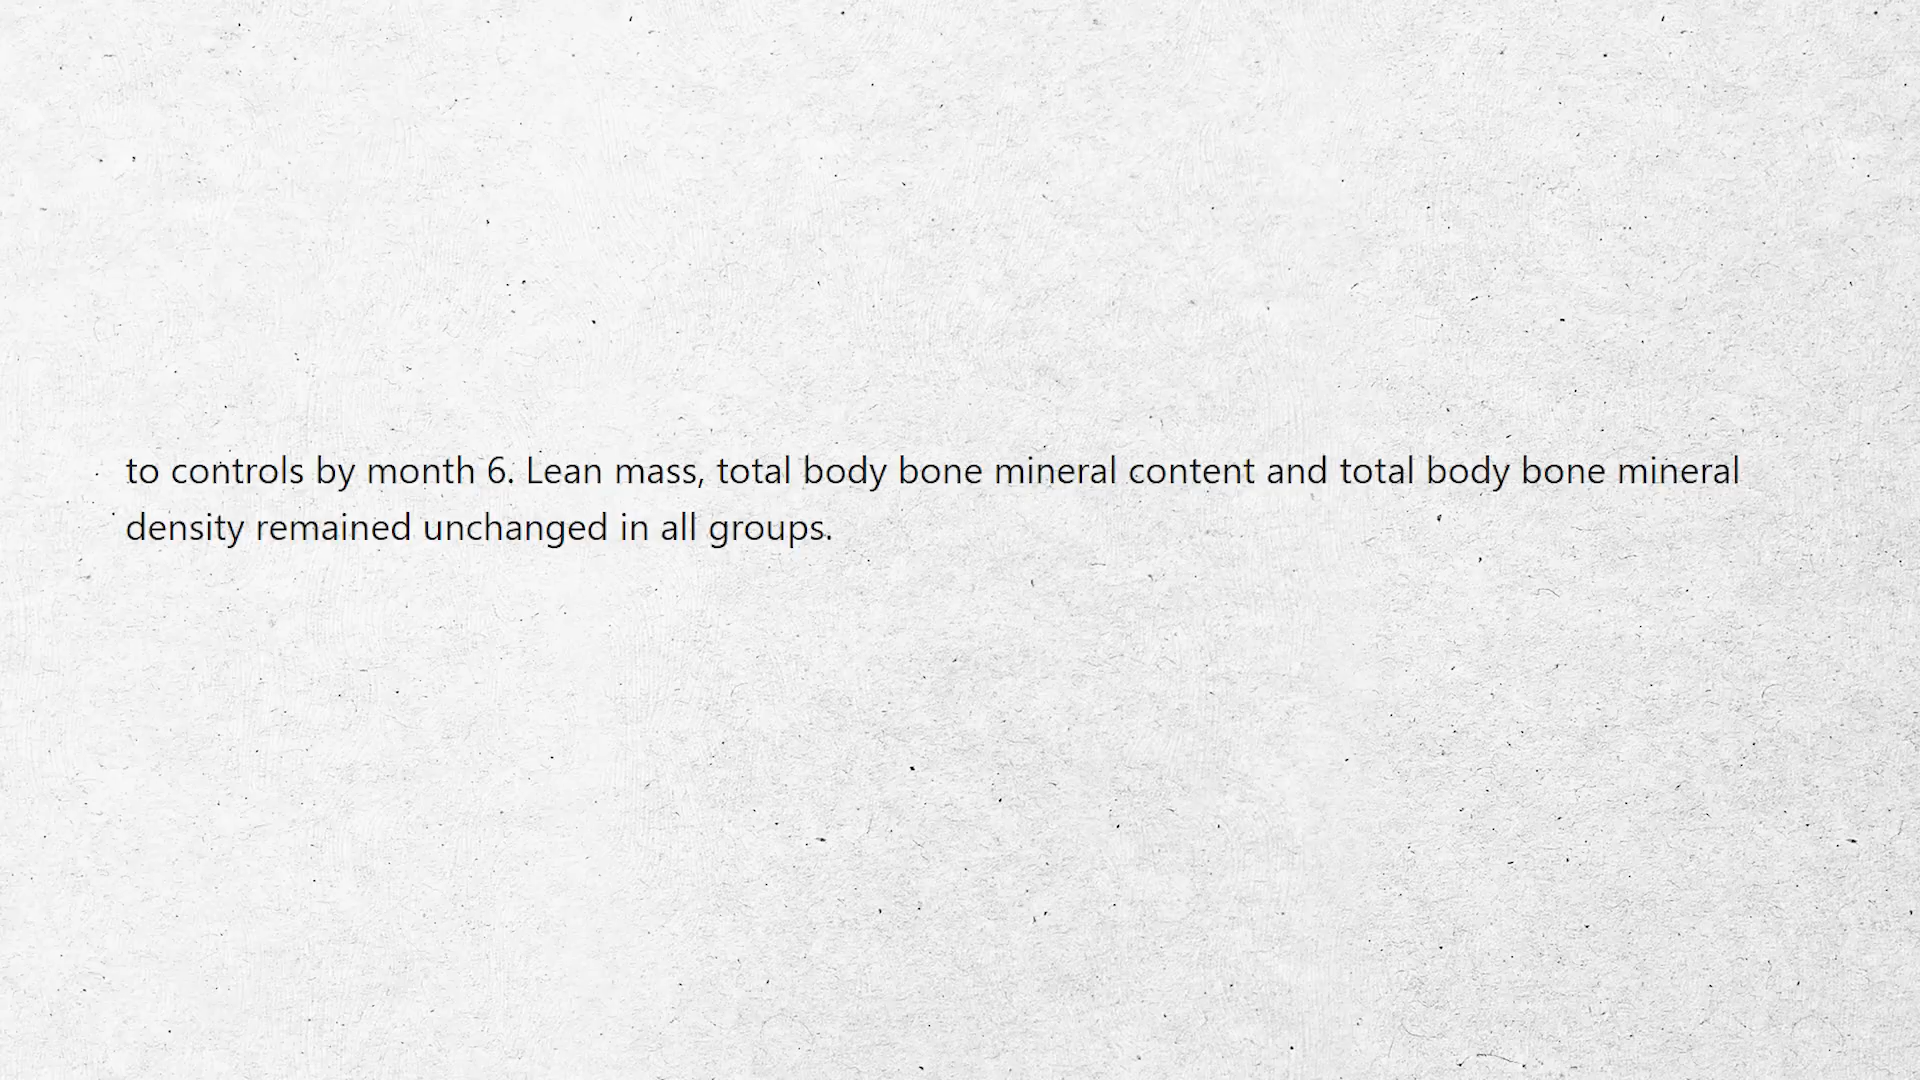 to controls by month 6. Lean mass, total body bone mineral content and total body bone mineral
density remained unchanged in all groups.